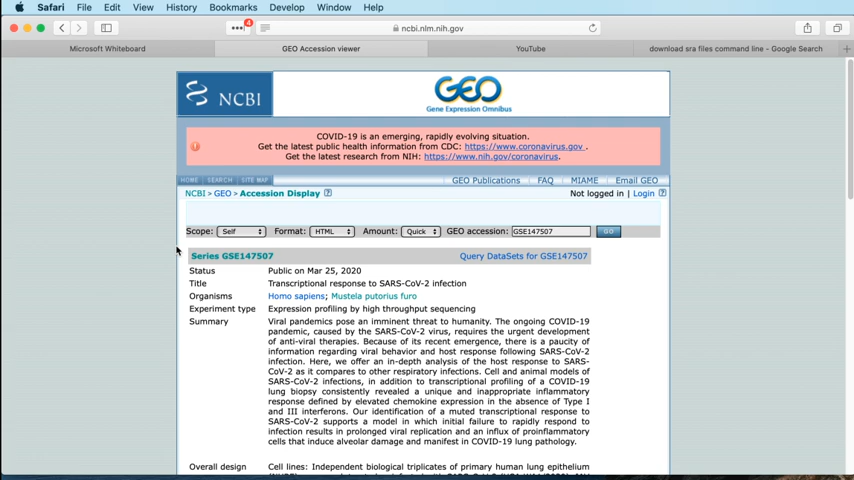 Safari File Edit View History Bookmarks Develop Window Help
4
ncbi.nlm.nih.gov
Microsoft Whiteboard GEO Accession viewer YouTube download sra files command line - Google Search
NCBI GEO
Gene Expression Omnibus
COVID-19 is an emerging, rapidly evolving situation.
Get the latest public health information from CDC: https://www.coronavirus.gov .
Get the latest research from NIH: https://www.nih.gov/coronavirus.
HOME SEARCH SITE MAP GEO Publications FAQ MIAME Email GEO
NCBI > GEO > Accession Display ? Not logged in | Login ?
Scope: Self Format: HTML Amount: Quick GEO accession: GSE147507 GO
Series GSE147507 Query DataSets for GSE147507
Status Public on Mar 25, 2020
Title Transcriptional response to SARS-CoV-2 infection
Organisms Homo sapiens; Mustela putorius furo
Experiment type Expression profiling by high throughput sequencing
Summary Viral pandemics pose an imminent threat to humanity. The ongoing COVID-19
pandemic, caused by the SARS-CoV-2 virus, requires the urgent development
of anti-viral therapies. Because of its recent emergence, there is a paucity of
information regarding viral behavior and host response following SARS-CoV-2
infection. Here, we offer an in-depth analysis of the host response to SARS-
CoV-2 as it compares to other respiratory infections. Cell and animal models of
SARS-CoV-2 infections, in addition to transcriptional profiling of a COVID-19
lung biopsy consistently revealed a unique and inappropriate inflammatory
response defined by elevated chemokine expression in the absence of Type I
and III interferons. Our identification of a muted transcriptional response to
SARS-CoV-2 supports a model in which initial failure to rapidly respond to
infection results in prolonged viral replication and an influx of proinflammatory
cells that induce alveolar damage and manifest in COVID-19 lung pathology.
Overall design Cell lines: Independent biological triplicates of primary human lung epithelium